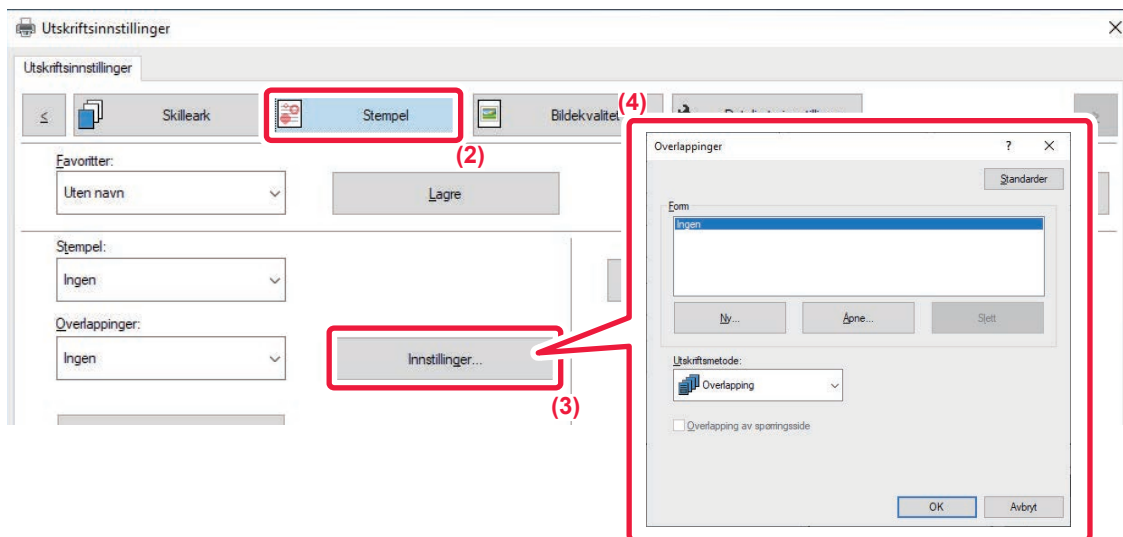 Utskriftsinnstillinger
Utskriftsinnstillinger
≤ Skilleark Stempel Bildekvalitet
(4)
(2)
Favoritter:
Uten navn
Lagre
Stempel:
Ingen
Overlappinger:
Ingen
Innstillinger...
(3)
Overlappinger ? X
Standarder
Form
Ingen
Ny... Åpne... Slett
Utskriftsmetode:
Overlapping
Overlapping av spørringsside
OK Avbryt